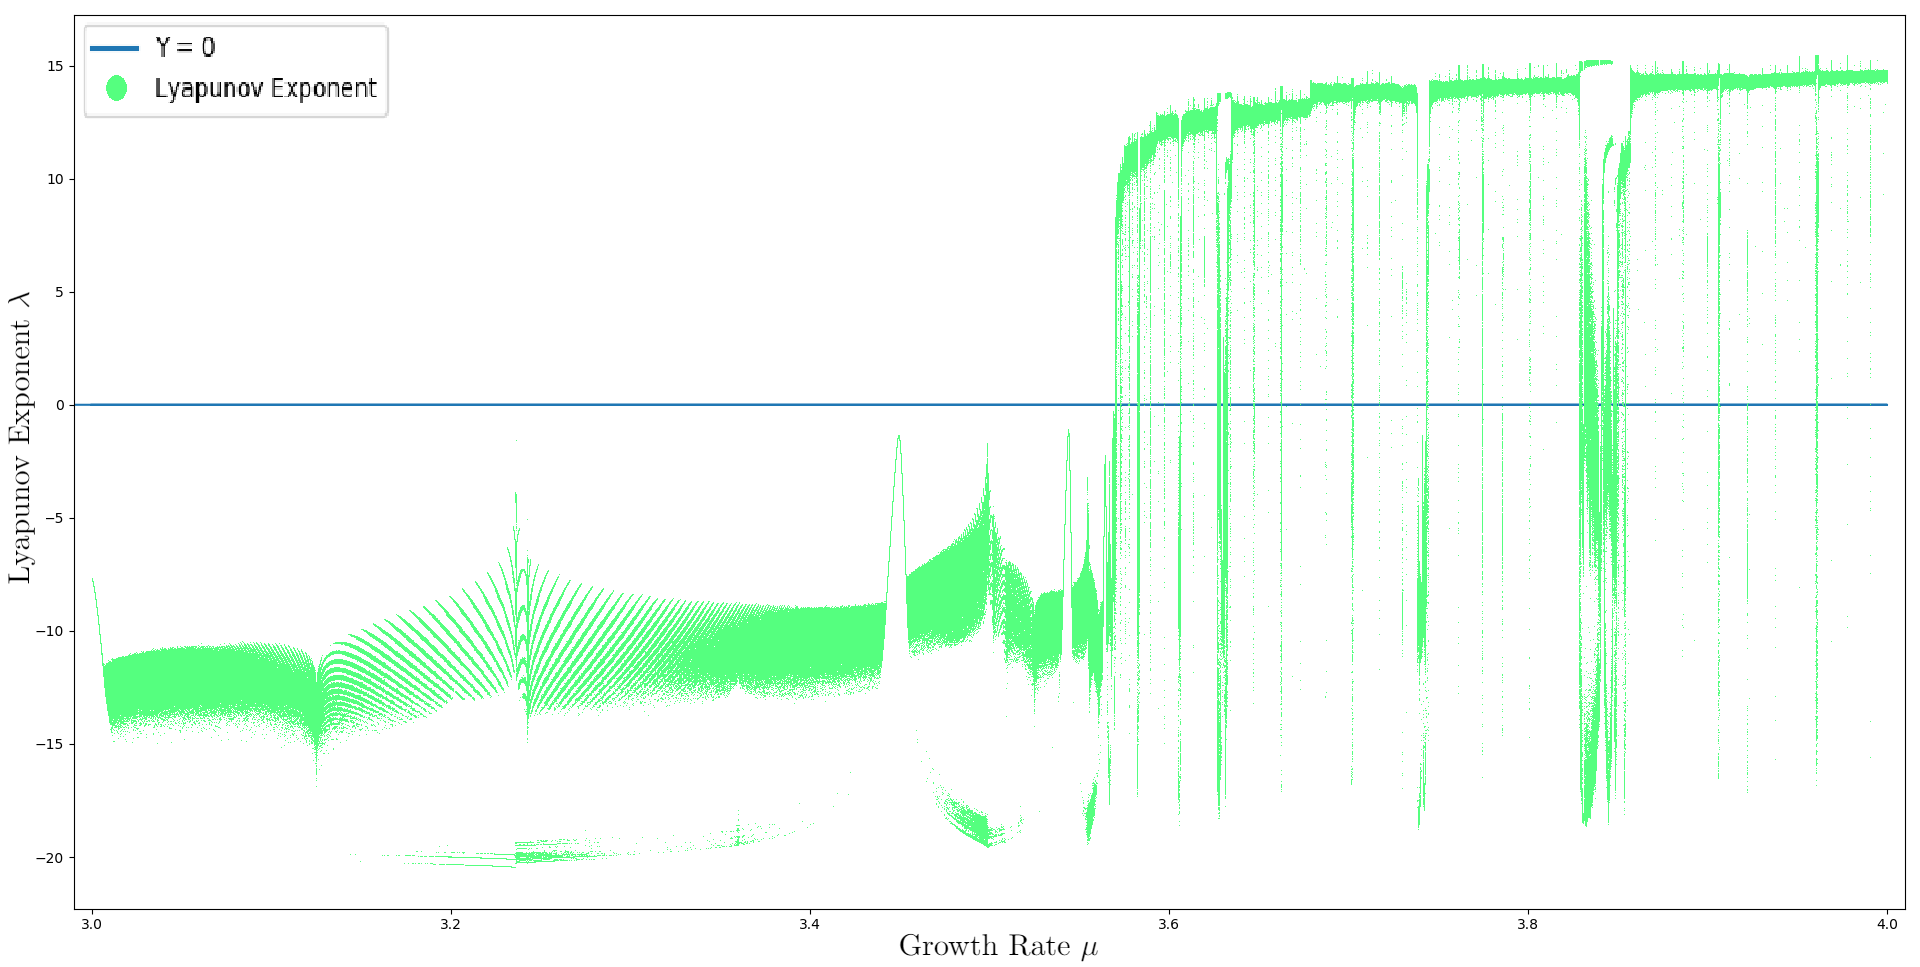 Y = 0
Lyapunov Exponent
15
10
5
0
−5
−10
−15
−20
Lyapunov Exponent λ
3.0 3.2 3.4 3.6 3.8 4.0
Growth Rate μ